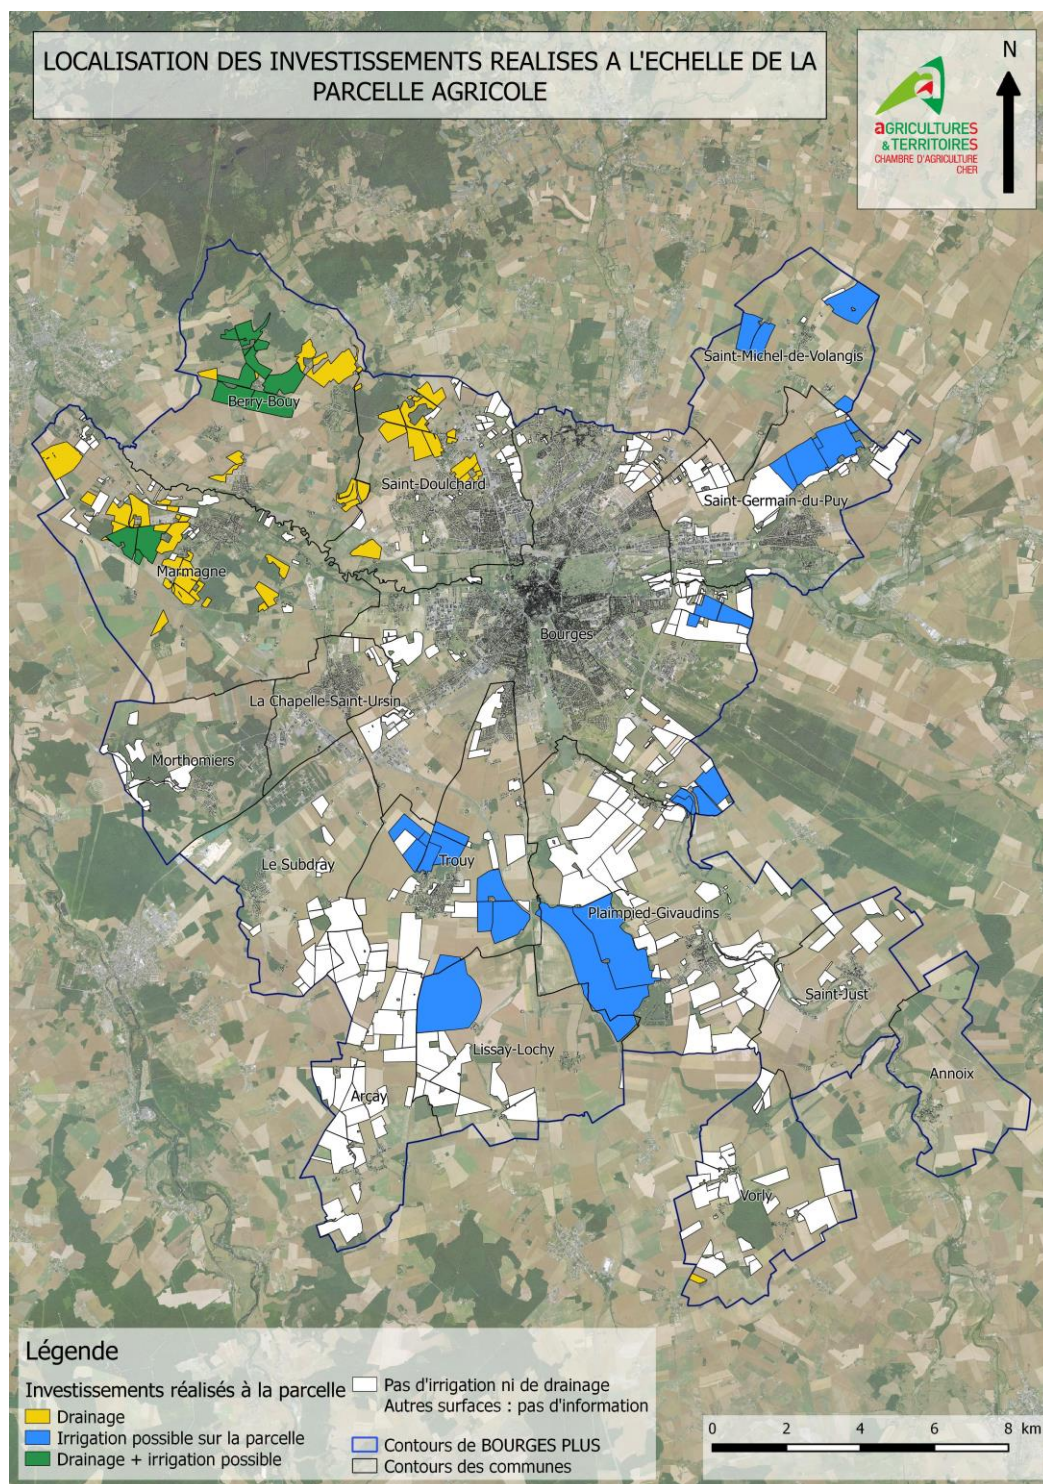 LOCALISATION DES INVESTISSEMENTS REALISES A L'ECHELLE DE LA
PARCELLE AGRICOLE
N
aGRICULTURES
& TERRITOIRES
CHAMBRE D'AGRICULTURE
CHER
Saint-Michel-de-Volangis
Berry-Bouy
Saint-Doulchard
Saint-Germain-du-Puy
Marmagne
Bourges
La Chapelle-Saint-Ursin
Morthomiers
Le Subdray
Trouy
Plaimpied-Givaudins
Saint-Just
Lissay-Lochy
Annoix
Arçay
Vorly
Légende
Investissements réalisés à la parcelle
Drainage
Irrigation possible sur la parcelle
Drainage + irrigation possible
Pas d'irrigation ni de drainage
Autres surfaces : pas d'information
Contours de BOURGES PLUS
Contours des communes
0 2 4 6 8 km